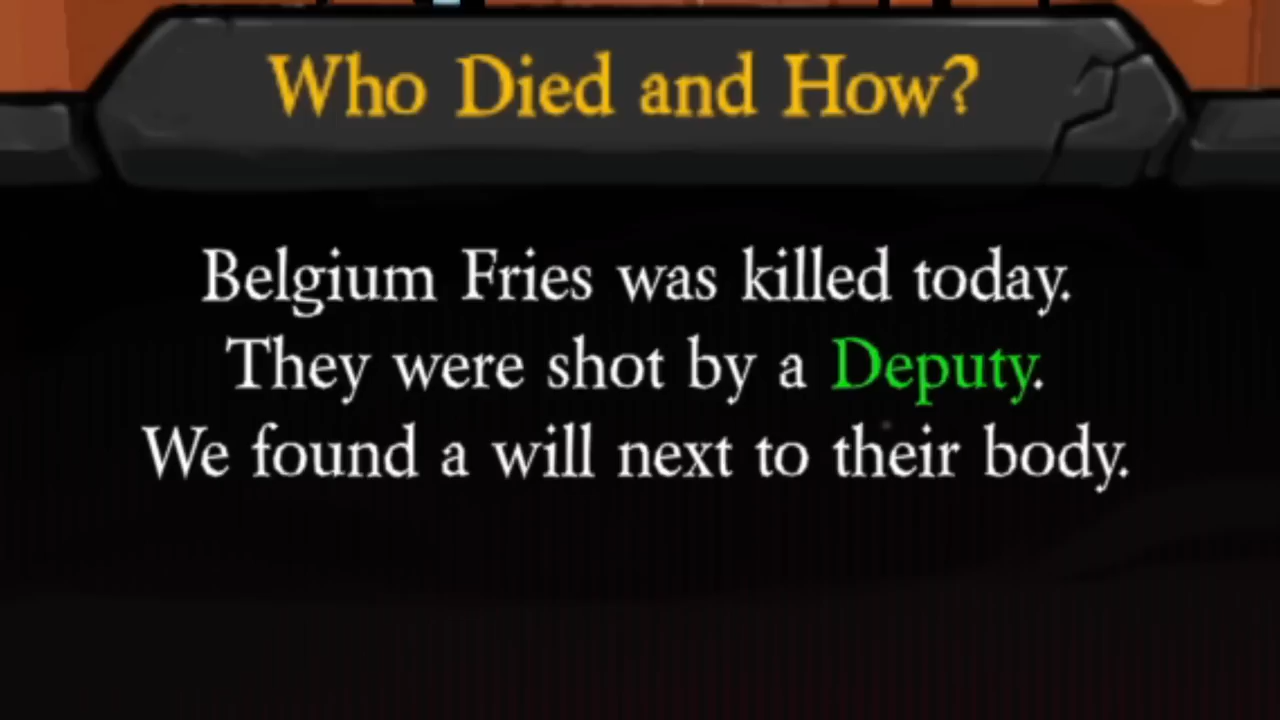 Who Died and How?
Belgium Fries was killed today.
They were shot by a Deputy.
We found a will next to their body.